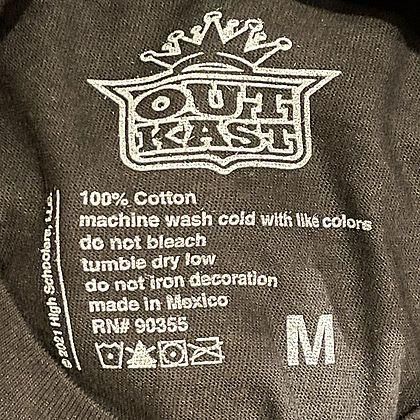 OUT
KAST
100% Cotton
machine wash cold with like colors
do not bleach
tumble dry low
do not iron decoration
made in Mexico
RN# 90355
M
© 2021 High Schoolers, LLC.